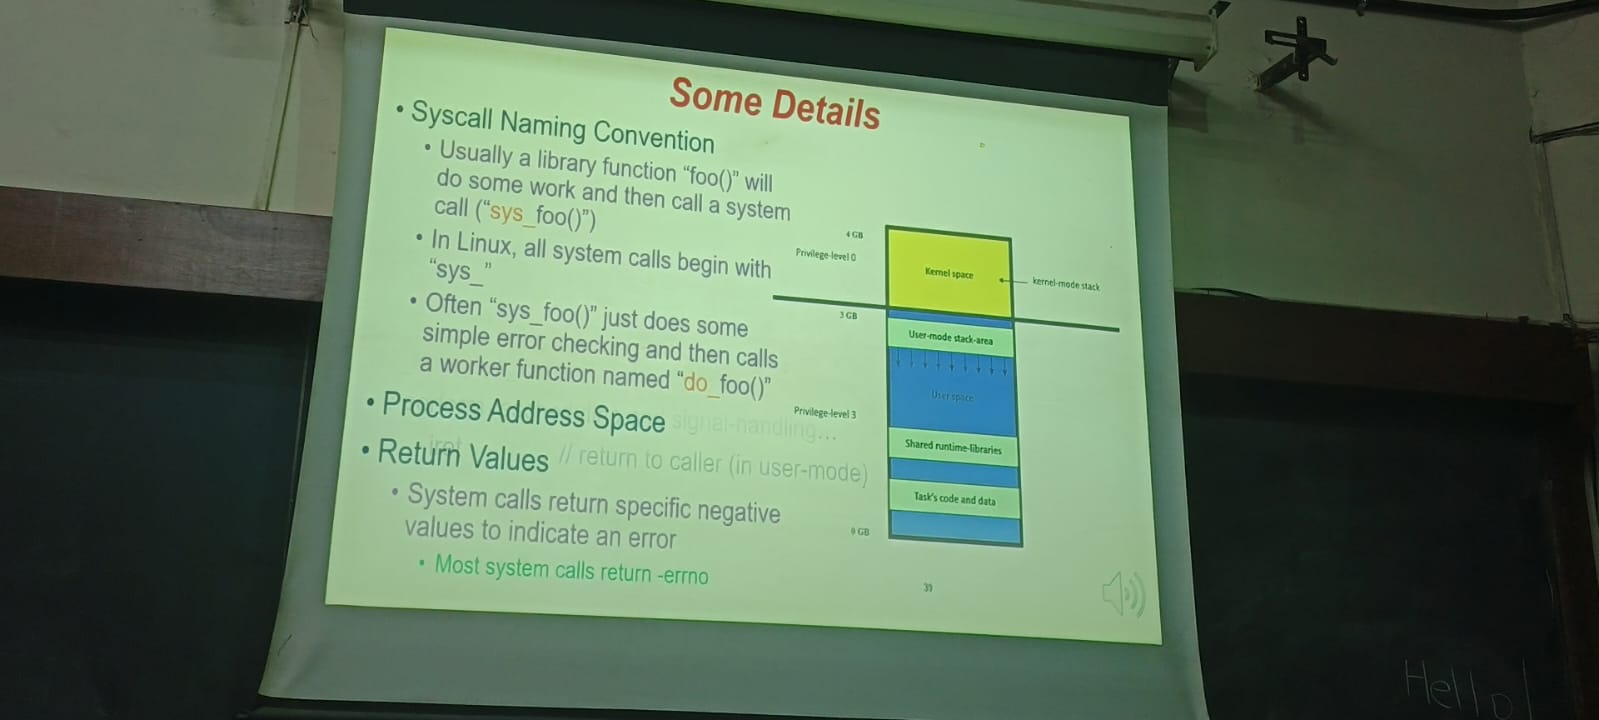 Some Details
• Syscall Naming Convention
• Usually a library function “foo()” will
do some work and then call a system
call (“sys_foo()”)
• In Linux, all system calls begin with
“sys_”
• Often “sys_foo()” just does some
simple error checking and then calls
a worker function named “do_foo()”
• Process Address Space
signal-handling...
• Return Values
iret // return to caller (in user-mode)
• System calls return specific negative
values to indicate an error
• Most system calls return -errno
4 GB
Privilege-level 0
Kernel space
kernel-mode stack
3 GB
User-mode stack-area
User space
Privilege-level 3
Shared runtime-libraries
Task's code and data
0 GB
39
Hello!